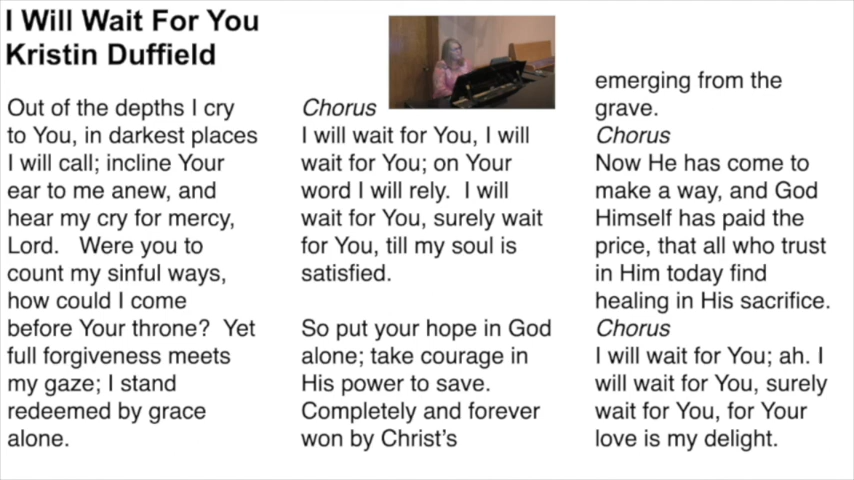 I Will Wait For You
Kristin Duffield
Out of the depths I cry
to You, in darkest places
I will call; incline Your
ear to me anew, and
hear my cry for mercy,
Lord.   Were you to
count my sinful ways,
how could I come
before Your throne?  Yet
full forgiveness meets
my gaze; I stand
redeemed by grace
alone.
Chorus
I will wait for You, I will
wait for You; on Your
word I will rely.  I will
wait for You, surely wait
for You, till my soul is
satisfied.
So put your hope in God
alone; take courage in
His power to save.
Completely and forever
won by Christ's
emerging from the
grave.
Chorus
Now He has come to
make a way, and God
Himself has paid the
price, that all who trust
in Him today find
healing in His sacrifice.
Chorus
I will wait for You; ah. I
will wait for You, surely
wait for You, for Your
love is my delight.